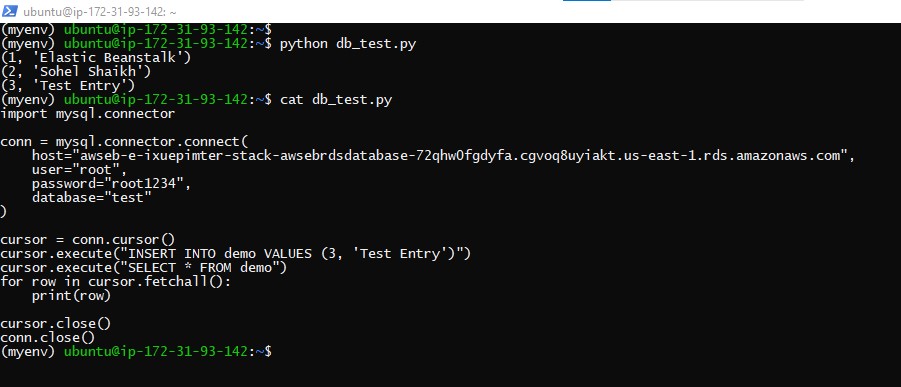 ubuntu@ip-172-31-93-142: ~
(myenv) ubuntu@ip-172-31-93-142:~$
(myenv) ubuntu@ip-172-31-93-142:~$ python db_test.py
(1, 'Elastic Beanstalk')
(2, 'Sohel Shaikh')
(3, 'Test Entry')
(myenv) ubuntu@ip-172-31-93-142:~$ cat db_test.py
import mysql.connector

conn = mysql.connector.connect(
    host="awseb-e-ixuepimter-stack-awsebrdsdatabase-72qhw0fgdyfa.cgvoq8uyiakt.us-east-1.rds.amazonaws.com",
    user="root",
    password="root1234",
    database="test"
)

cursor = conn.cursor()
cursor.execute("INSERT INTO demo VALUES (3, 'Test Entry')")
cursor.execute("SELECT * FROM demo")
for row in cursor.fetchall():
    print(row)

cursor.close()
conn.close()
(myenv) ubuntu@ip-172-31-93-142:~$